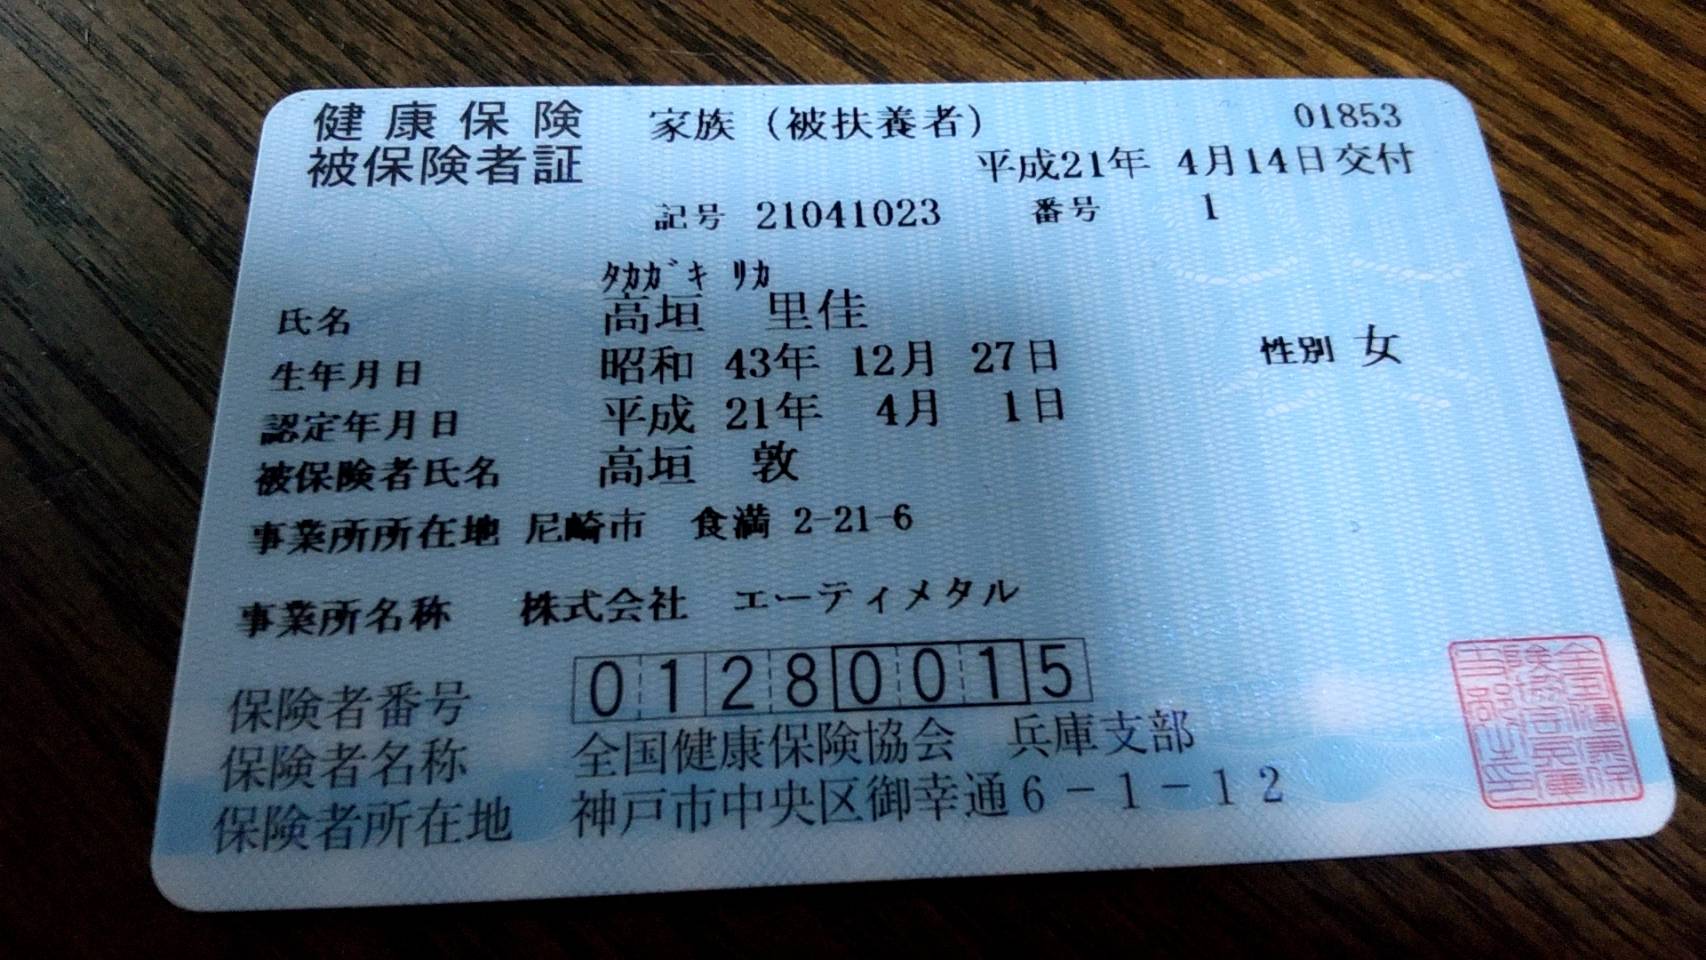 健康保険 家族（被扶養者） 01853
被保険者証 平成21年 4月14日交付
記号 21041023 番号 1
ﾀｶｶﾞｷ ﾘｶ
氏名 高垣 里佳
生年月日 昭和 43年 12月 27日 性別 女
認定年月日 平成 21年 4月 1日
被保険者氏名 高垣 敦
事業所所在地 尼崎市 食満 2-21-6
事業所名称 株式会社 エーティメタル
保険者番号 01280015
保険者名称 全国健康保険協会 兵庫支部
保険者所在地 神戸市中央区御幸通6－1－12